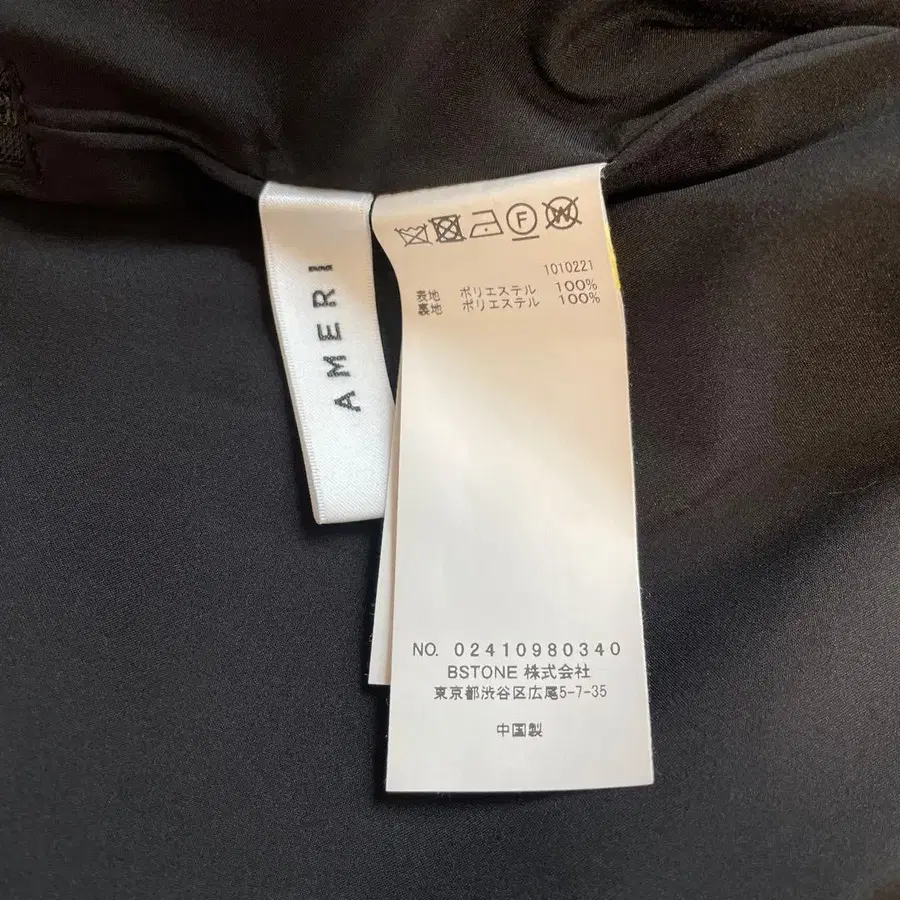 AMERI
F
W
1010221
表地 ポリエステル 100%
裏地 ポリエステル 100%
NO. 02410980340
BSTONE 株式会社
東京都渋谷区広尾5-7-35
中国製